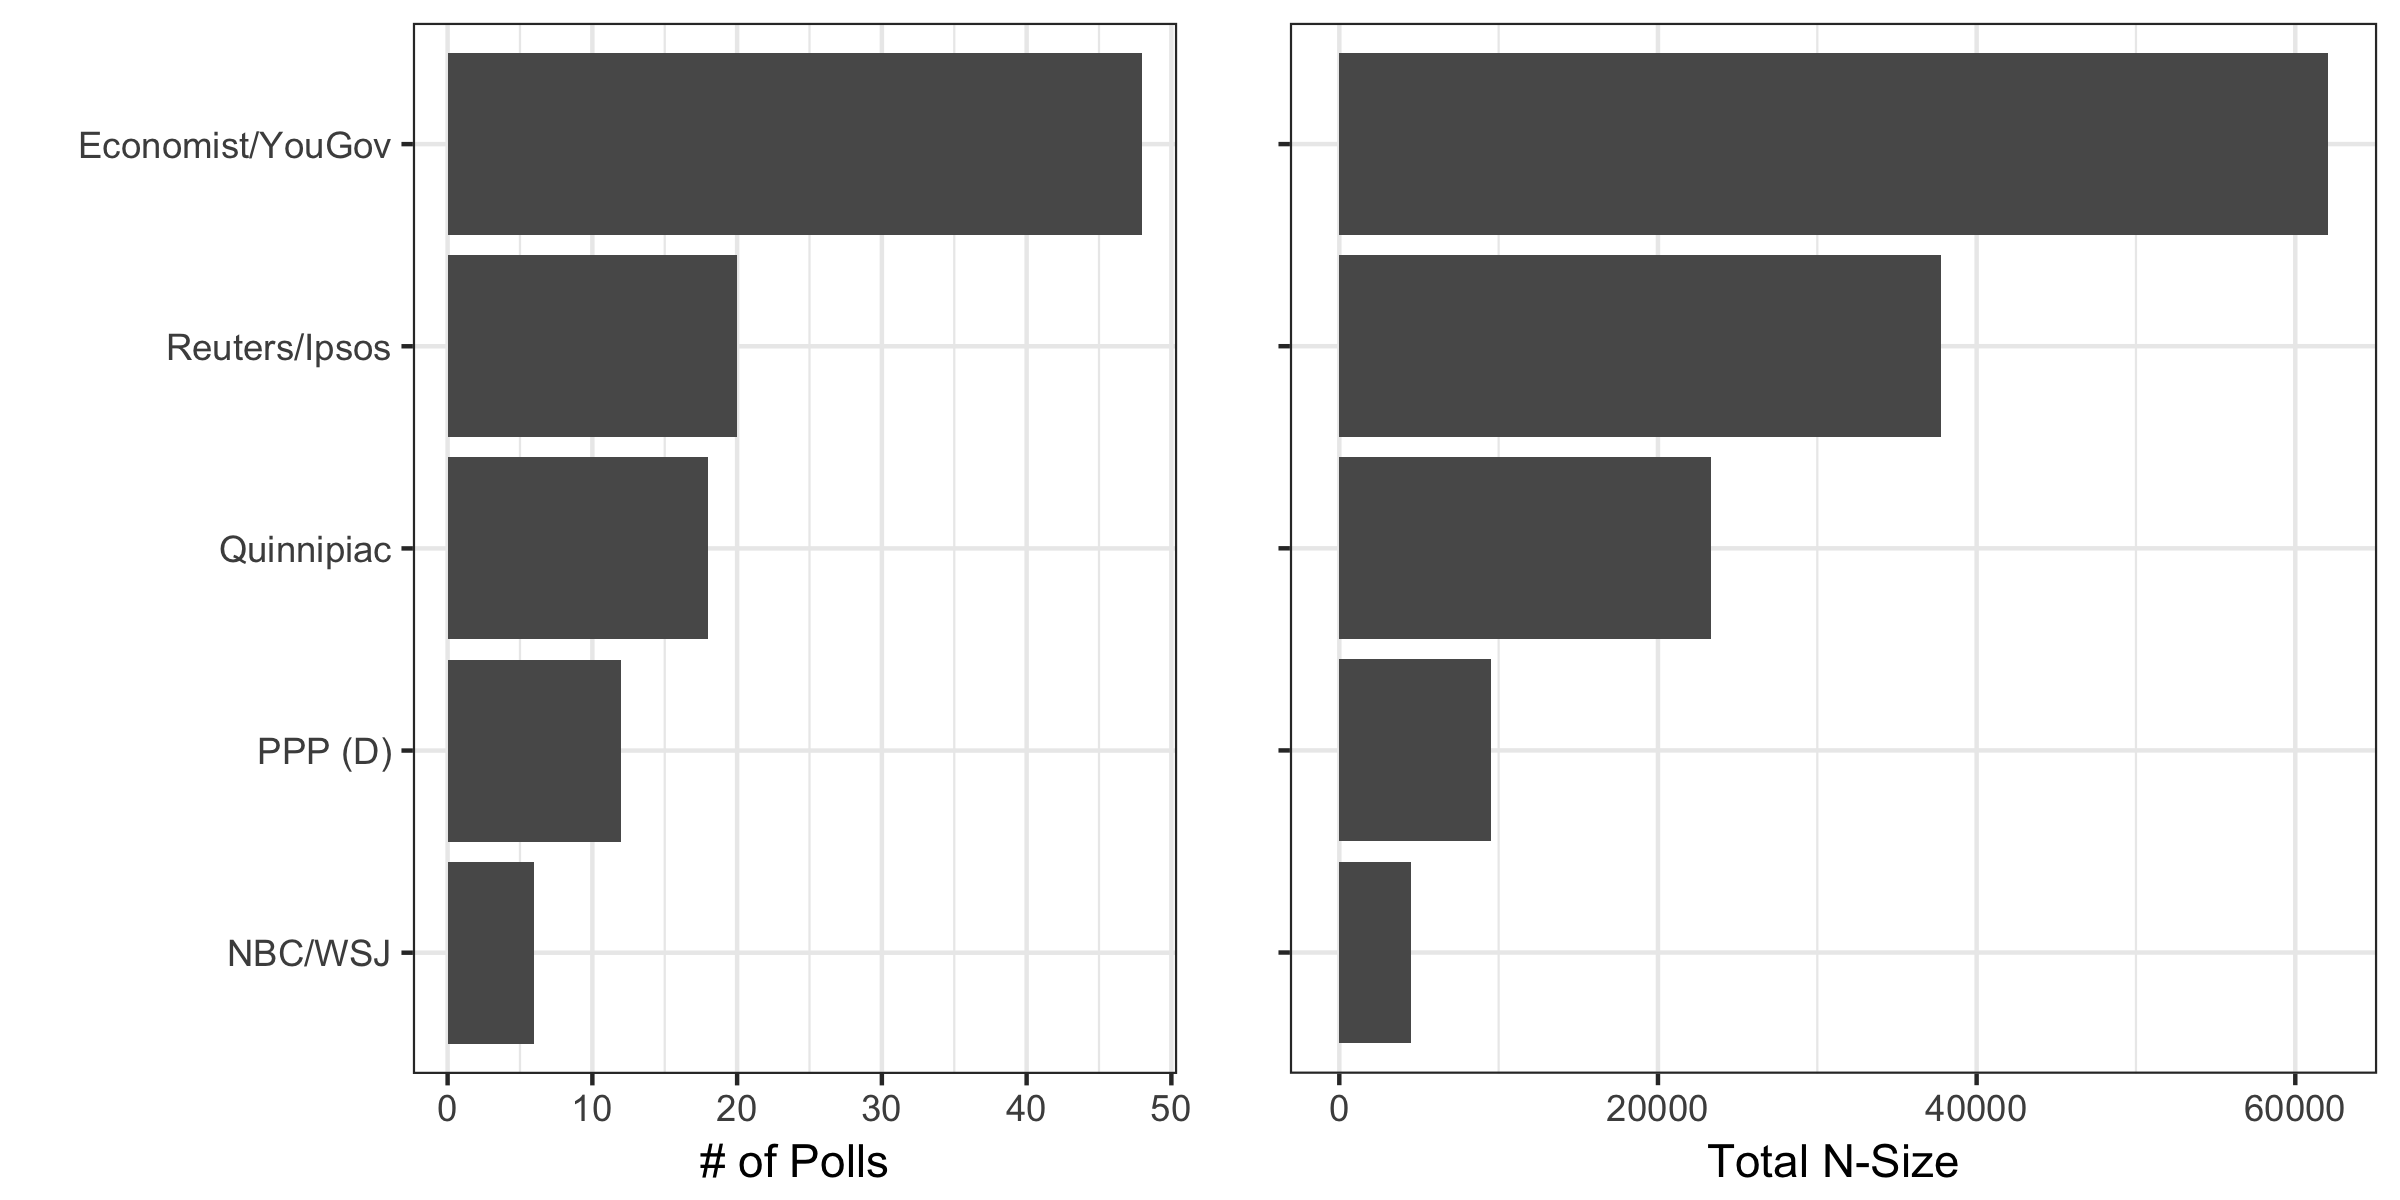 Economist/YouGov
Reuters/Ipsos
Quinnipiac
PPP (D)
NBC/WSJ
0 10 20 30 40 50
# of Polls
0 20000 40000 60000
Total N-Size